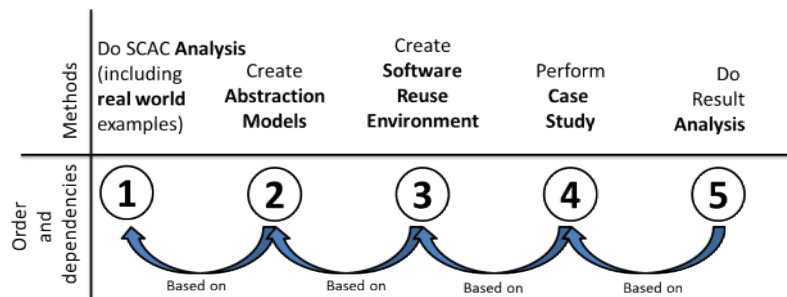 Methods
Do SCAC Analysis
(including
real world
examples)
Create
Abstraction
Models
Create
Software
Reuse
Environment
Perform
Case
Study
Do
Result
Analysis
Order
and
dependencies
1
2
3
4
5
Based on
Based on
Based on
Based on